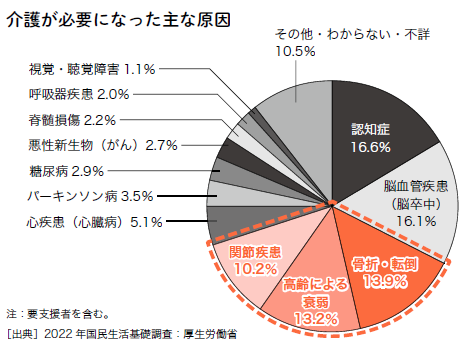 介護が必要になった主な原因
その他・わからない・不詳
10.5%
視覚・聴覚障害 1.1%
呼吸器疾患 2.0%
脊髄損傷 2.2%
悪性新生物（がん）2.7%
糖尿病 2.9%
パーキンソン病 3.5%
心疾患（心臓病）5.1%
認知症
16.6%
脳血管疾患
（脳卒中）
16.1%
骨折・転倒
13.9%
高齢による
衰弱
13.2%
関節疾患
10.2%
注：要支援者を含む。
［出典］2022年国民生活基礎調査：厚生労働省